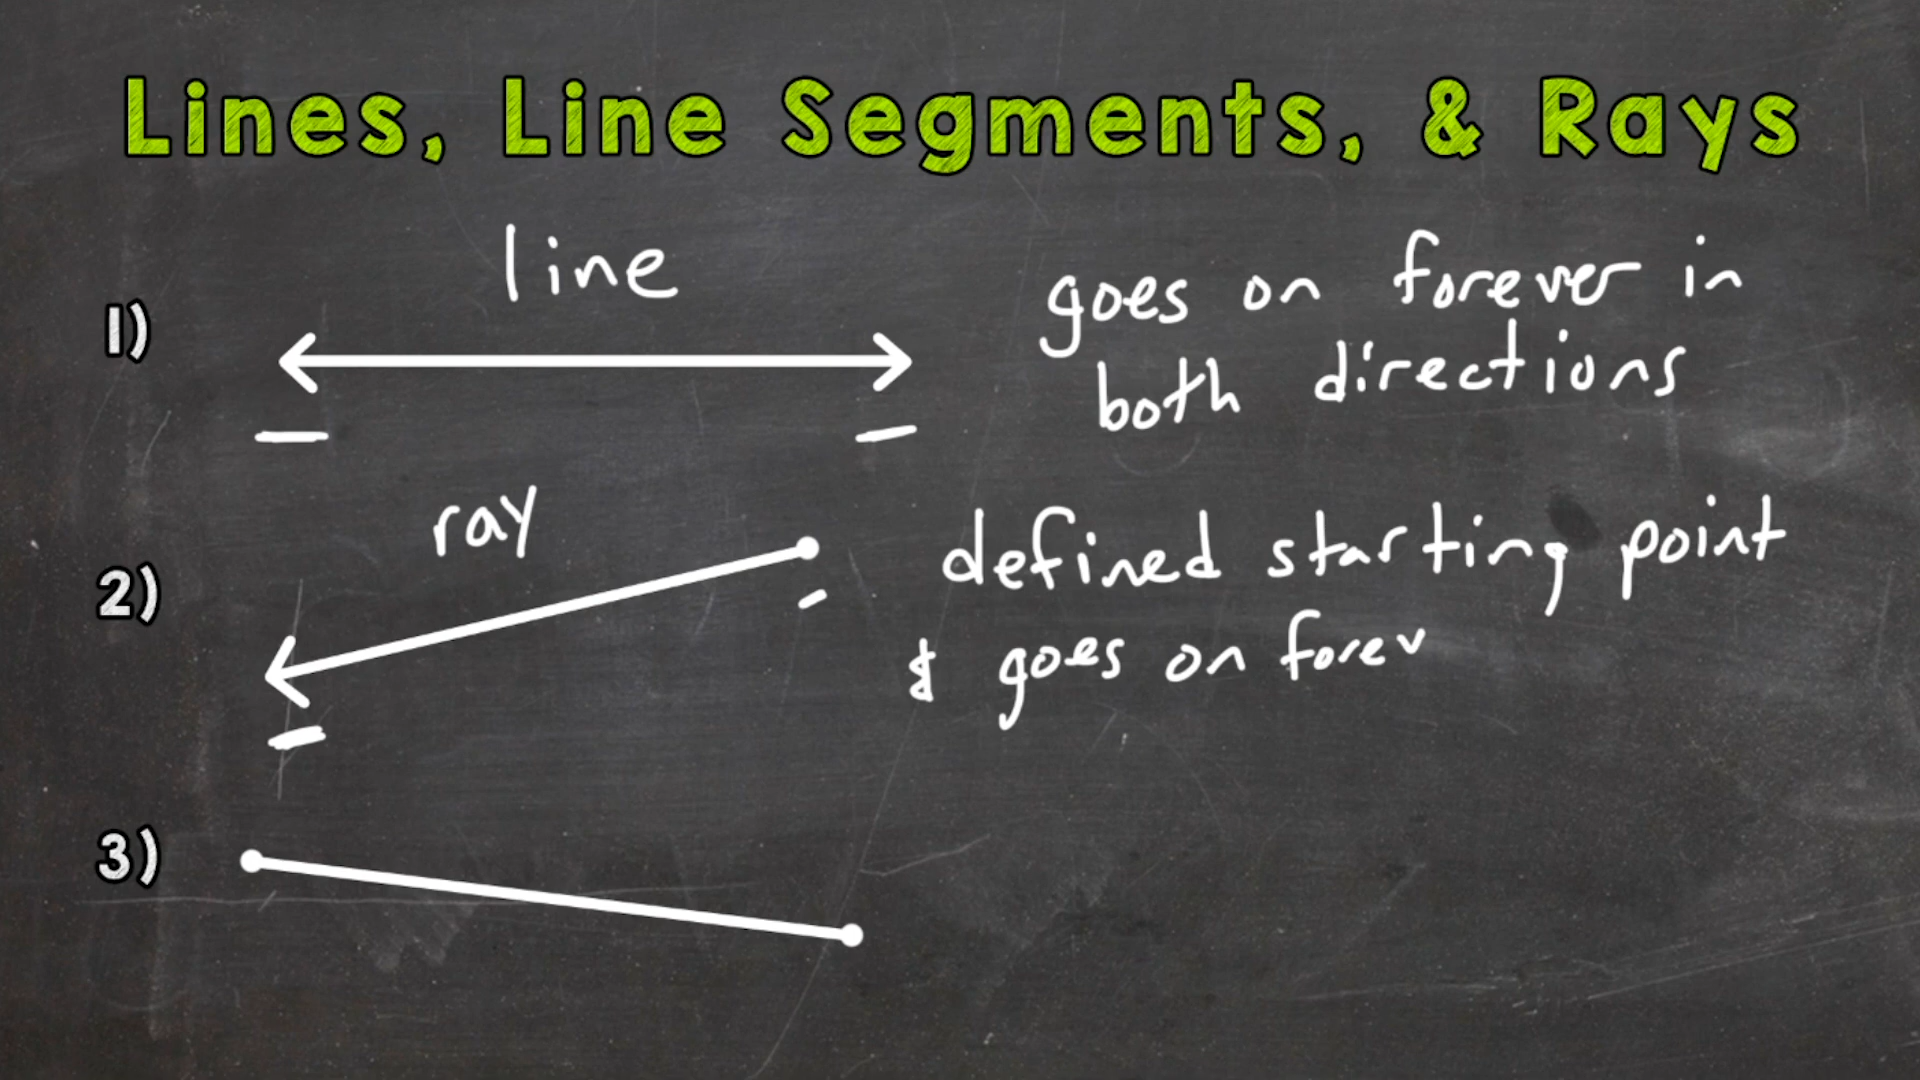 Lines, Line Segments, & Rays
line
1)
goes on forever in
both directions
ray
2)
defined starting point
& goes on forev
3)